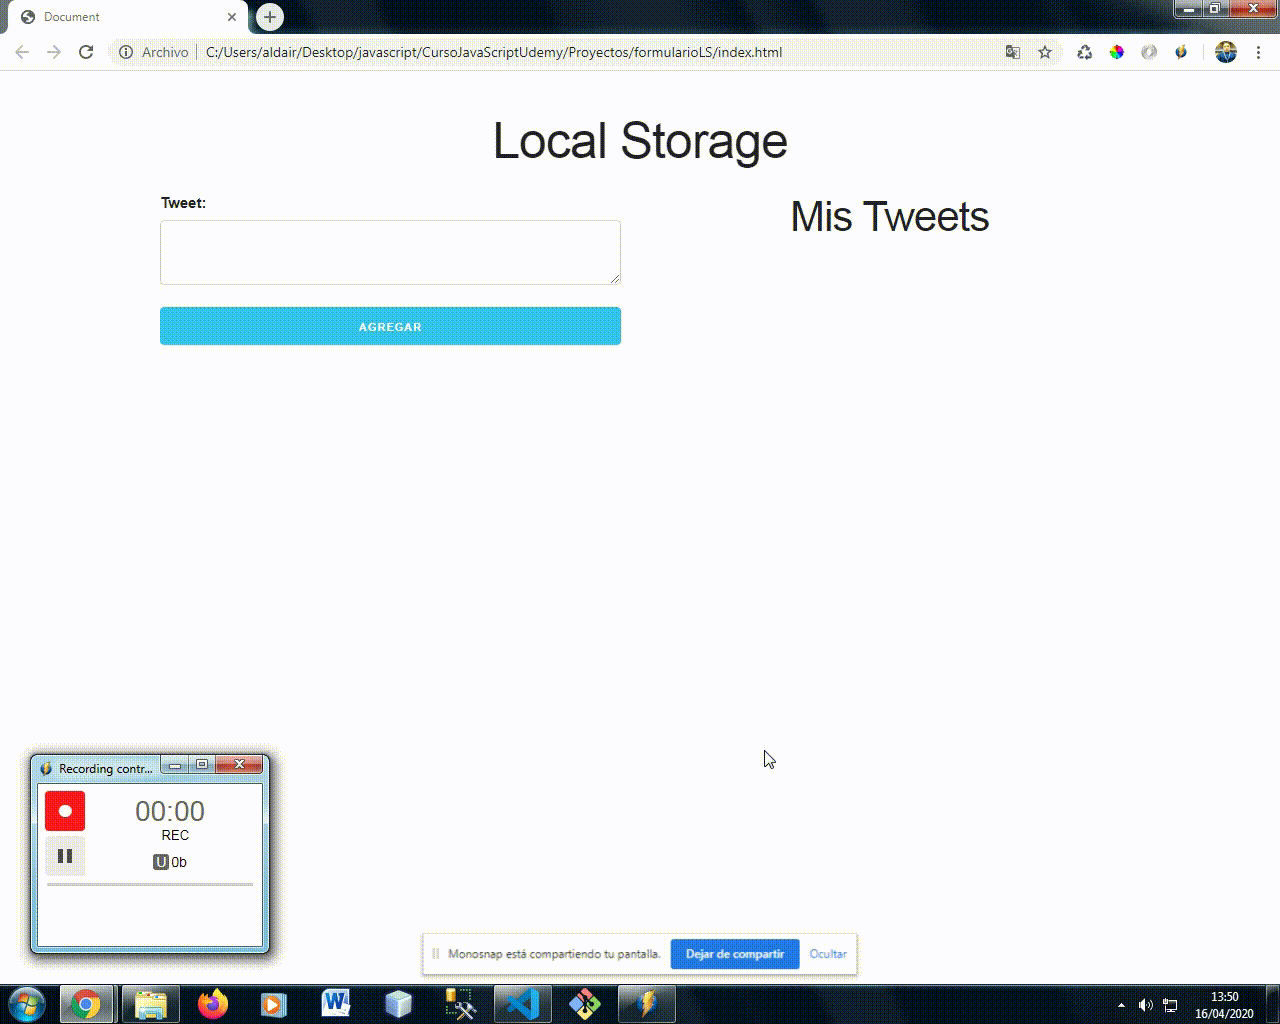 Document
Archivo
C:/Users/aldair/Desktop/javascript/CursoJavaScriptUdemy/Proyectos/formularioLS/index.html
Local Storage
Tweet:
Mis Tweets
AGREGAR
Recording contr...
00:00
REC
U 0b
Monosnap está compartiendo tu pantalla.
Dejar de compartir
Ocultar
13:50
16/04/2020